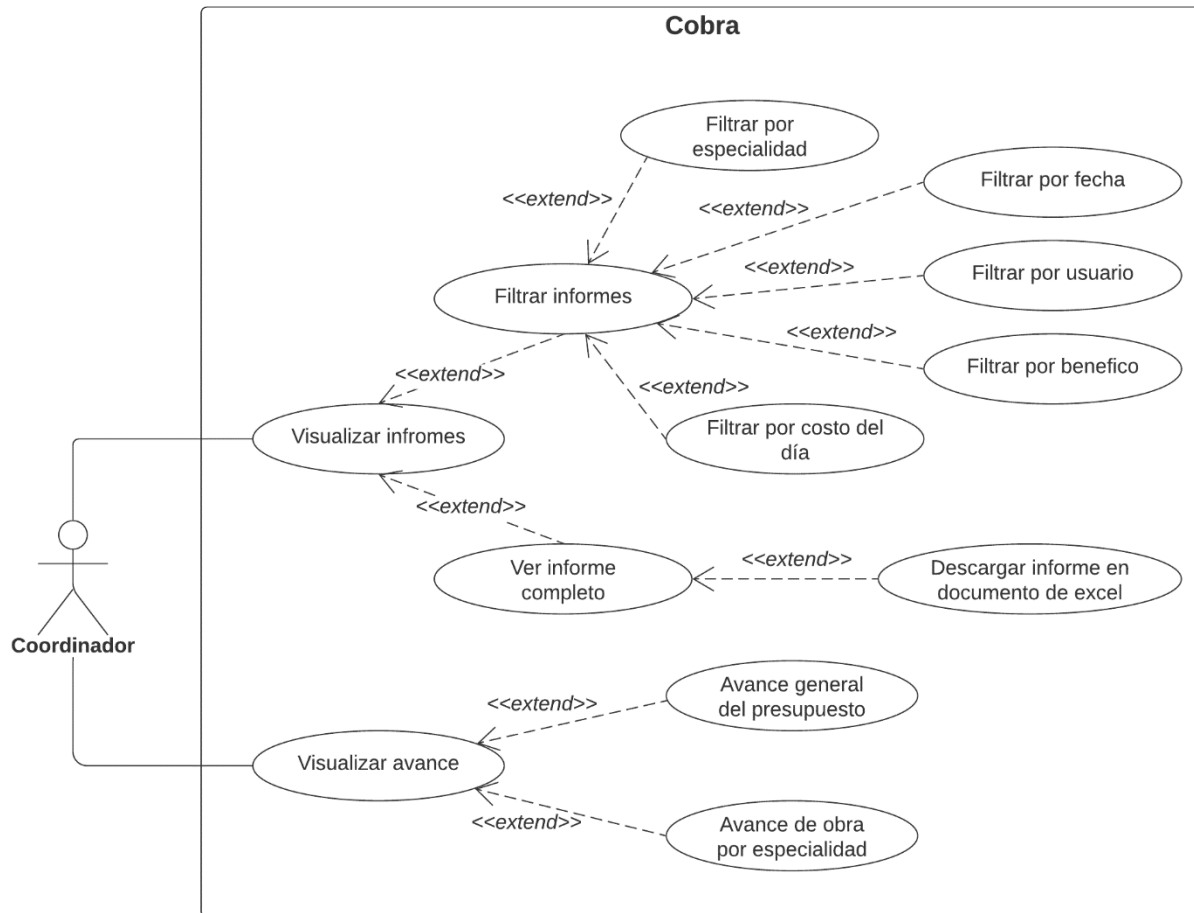 Cobra
Filtrar por
especialidad
Filtrar por fecha
<<extend>>
<<extend>>
<<extend>>
Filtrar por usuario
Filtrar informes
<<extend>>
Filtrar por benefico
<<extend>>
<<extend>>
Visualizar infromes
Filtrar por costo del
día
<<extend>>
<<extend>>
Ver informe
completo
Descargar informe en
documento de excel
Coordinador
Avance general
del presupuesto
<<extend>>
Visualizar avance
<<extend>>
Avance de obra
por especialidad